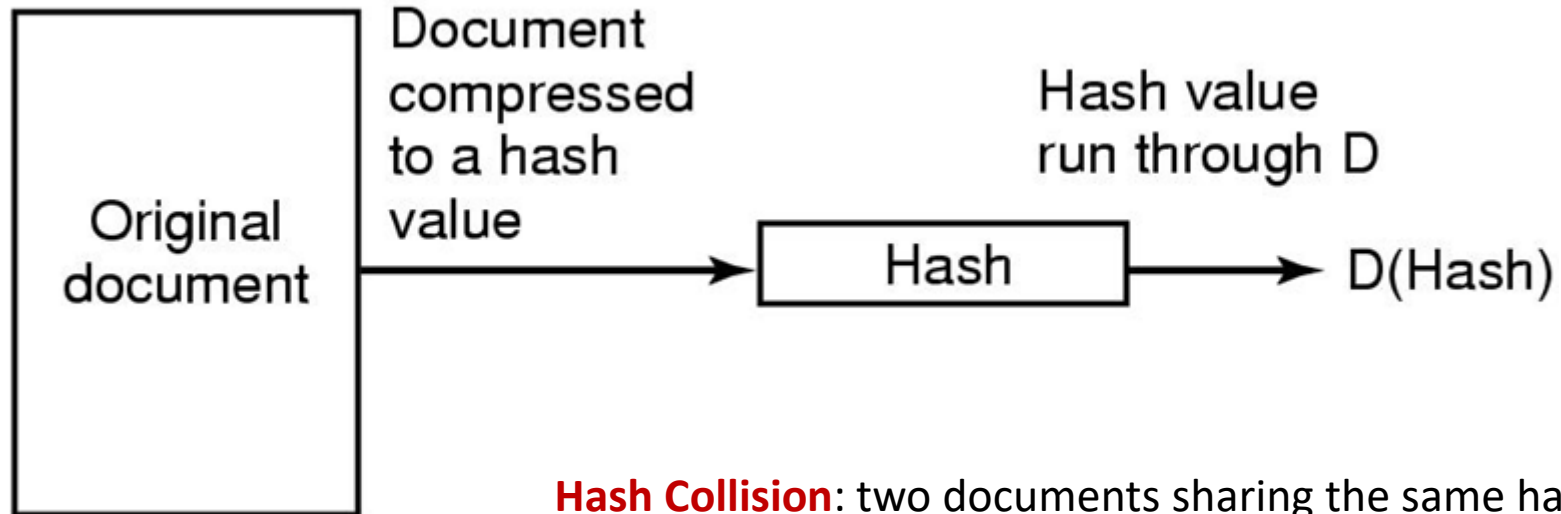 Original
document
Document
compressed
to a hash
value
Hash
Hash value
run through D
D(Hash)
Hash Collision: two documents sharing the same